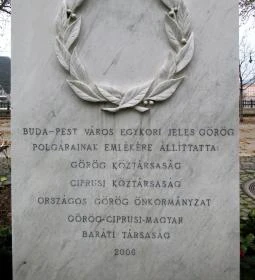 BUDA-PEST VÁROS EGYKORI JELES GÖRÖG
POLGÁRAINAK EMLÉKÉRE ÁLLÍTTATTA:
GÖRÖG KÖZTÁRSASÁG
CIPRUSI KÖZTÁRSASÁG
ORSZÁGOS GÖRÖG ÖNKORMÁNYZAT
GÖRÖG-CIPRUSI-MAGYAR
BARÁTI TÁRSASÁG
2006